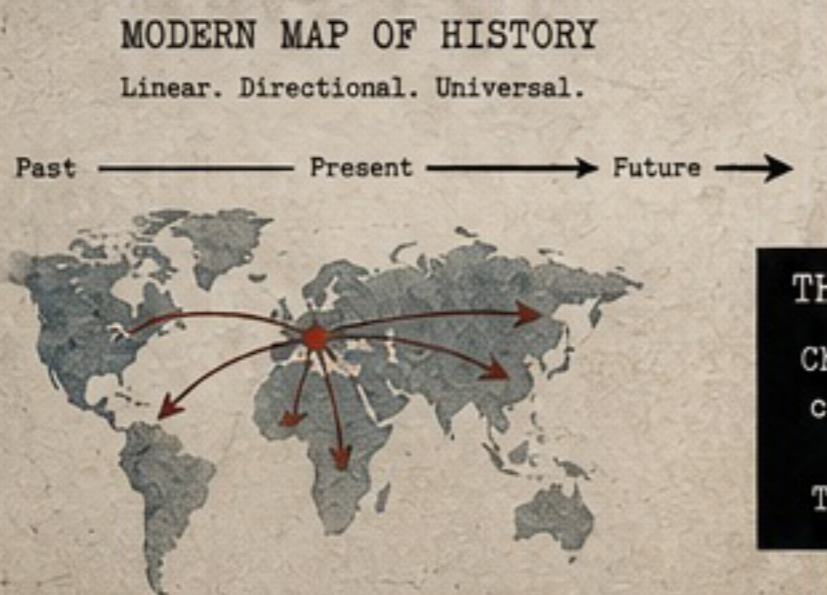 MODERN MAP OF HISTORY
Linear. Directional. Universal.
Past Present Future